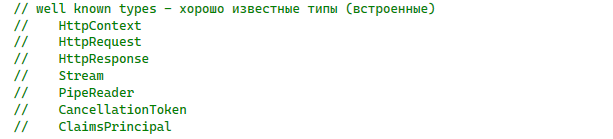 // well known types – хорошо известные типы (встроенные)
//    HttpContext
//    HttpRequest
//    HttpResponse
//    Stream
//    PipeReader
//    CancellationToken
//    ClaimsPrincipal